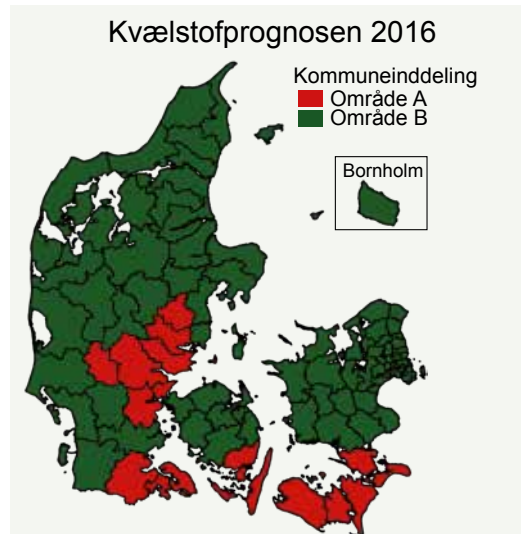 Kvælstofprognosen 2016
Kommuneinddeling
Område A
Område B
Bornholm